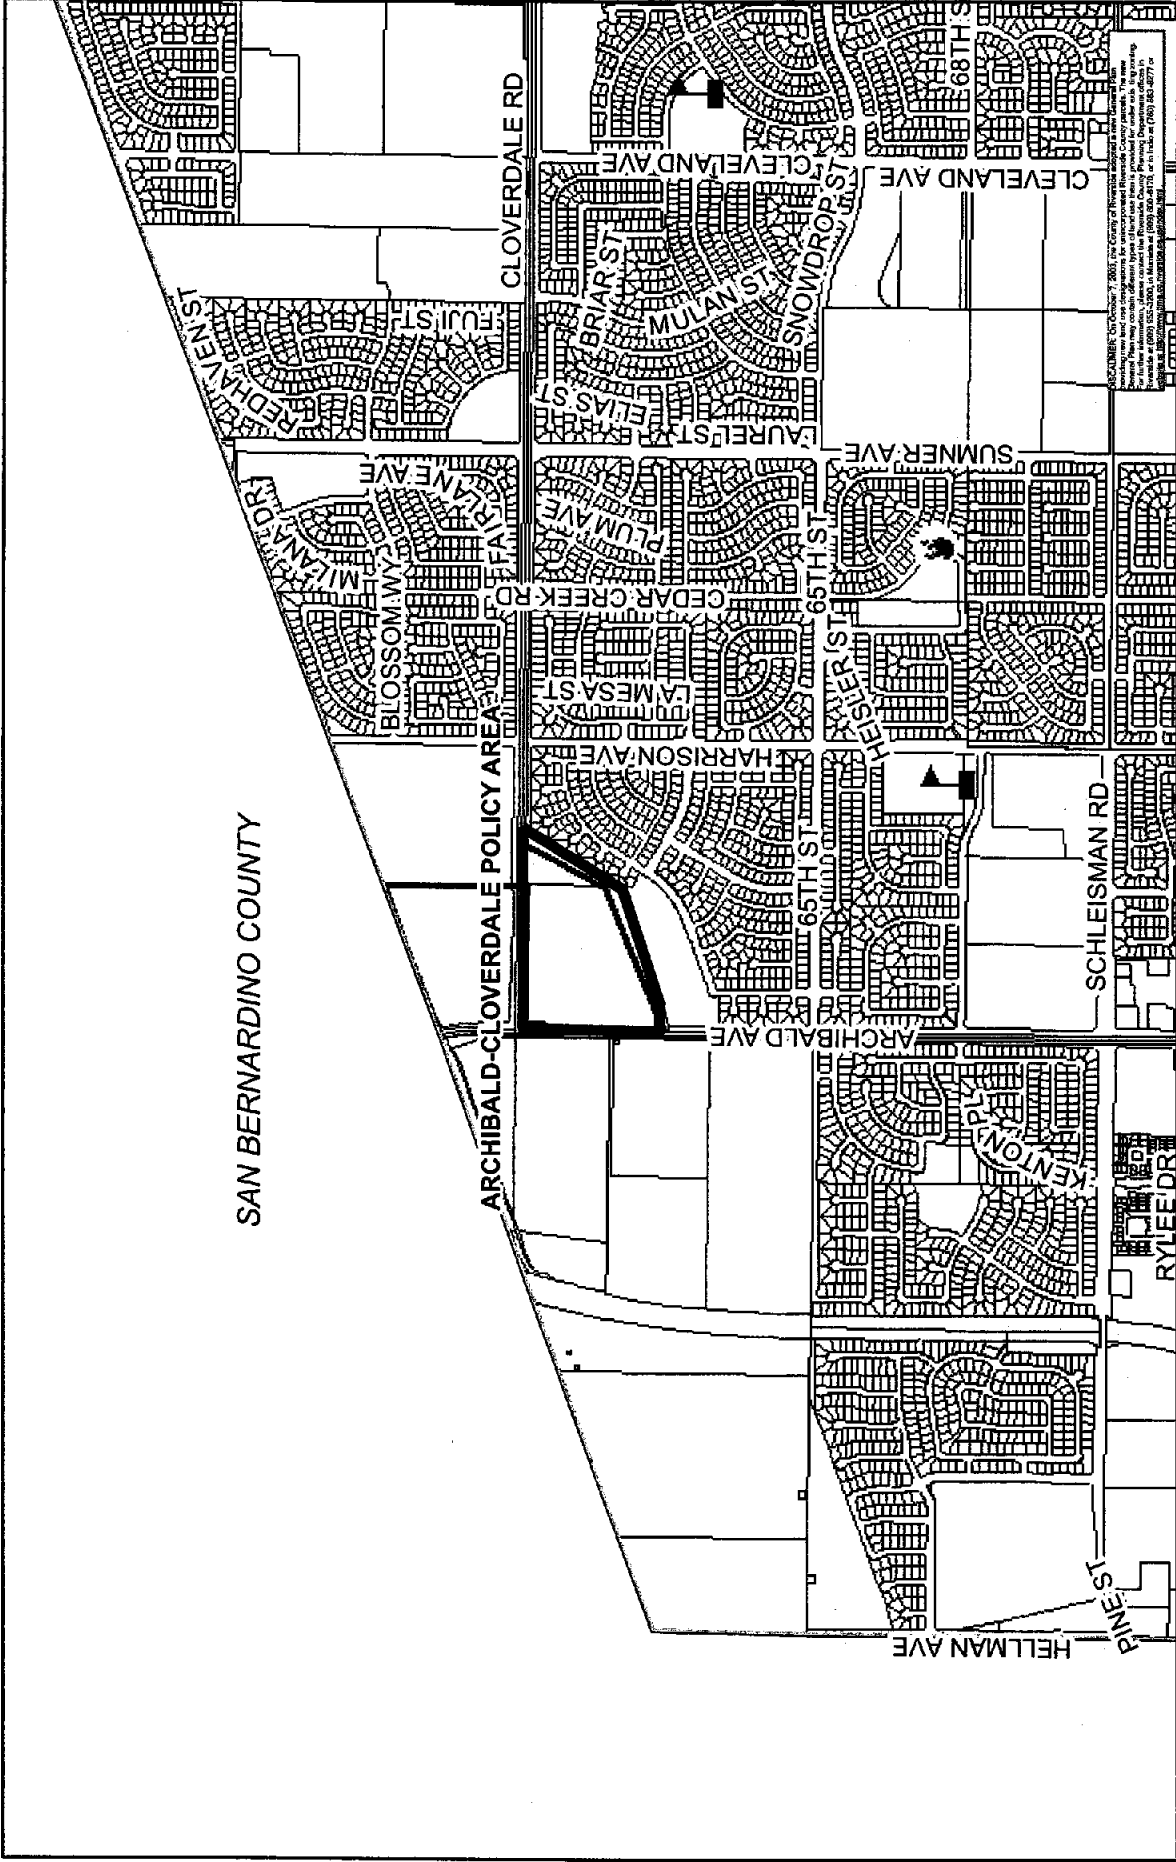 SAN BERNARDINO COUNTY
ARCHIBALD-CLOVERDALE POLICY AREA
CLOVERDALE RD
REDHAVEN ST
FUJI ST
MIZANA DR
BLOSSOM WY
FAIRLANE AVE
BRIAR ST
MULAN ST
SNOWDROP ST
CLEVELAND AVE
CLEVELAND AVE
68TH S
ELIAS ST
LAUREL ST
SUMNER AVE
PLUM AVE
CEDAR CREEK RD
65TH ST
LA MESA ST
HEISLER ST
HARRISON AVE
65TH ST
SCHLEISMAN RD
ARCHIBALD AVE
KENTON PL
RYLEE DR
HELLMAN AVE
PINE ST